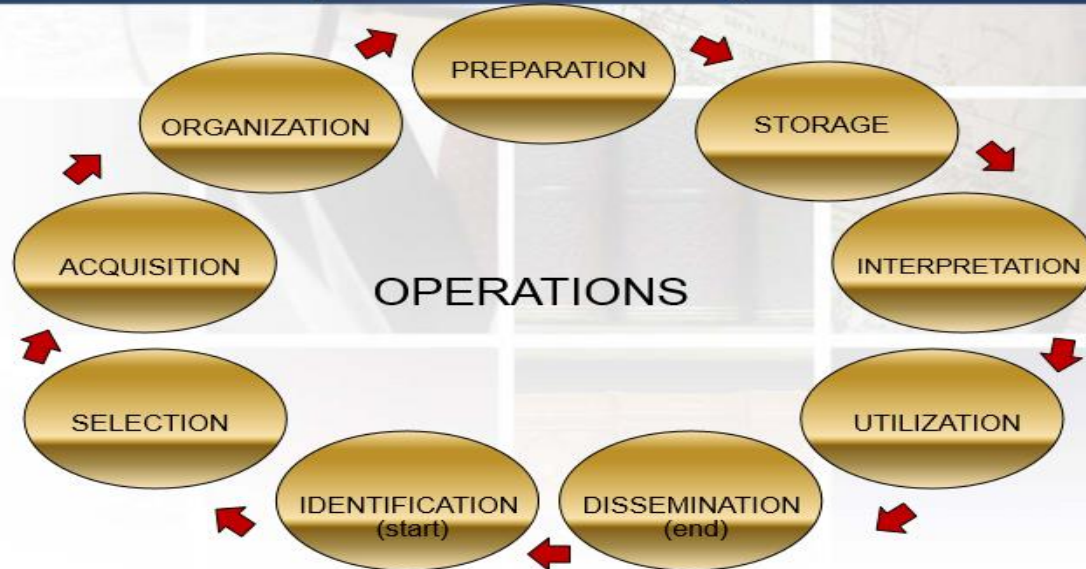 PREPARATION
ORGANIZATION
STORAGE
ACQUISITION
INTERPRETATION
OPERATIONS
SELECTION
UTILIZATION
IDENTIFICATION
(start)
DISSEMINATION
(end)